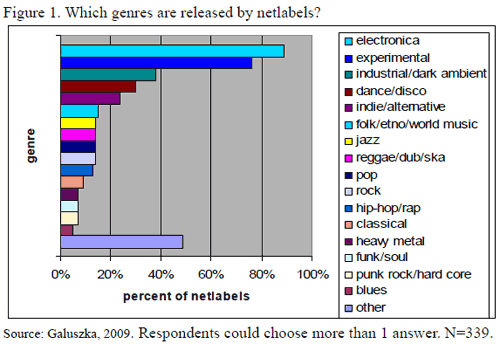 Figure 1. Which genres are released by netlabels?
genre
0% 20% 40% 60% 80% 100%
percent of netlabels
electronica
experimental
industrial/dark ambient
dance/disco
indie/alternative
folk/etno/world music
jazz
reggae/dub/ska
pop
rock
hip-hop/rap
classical
heavy metal
funk/soul
punk rock/hard core
blues
other
Source: Galuszka, 2009. Respondents could choose more than 1 answer. N=339.